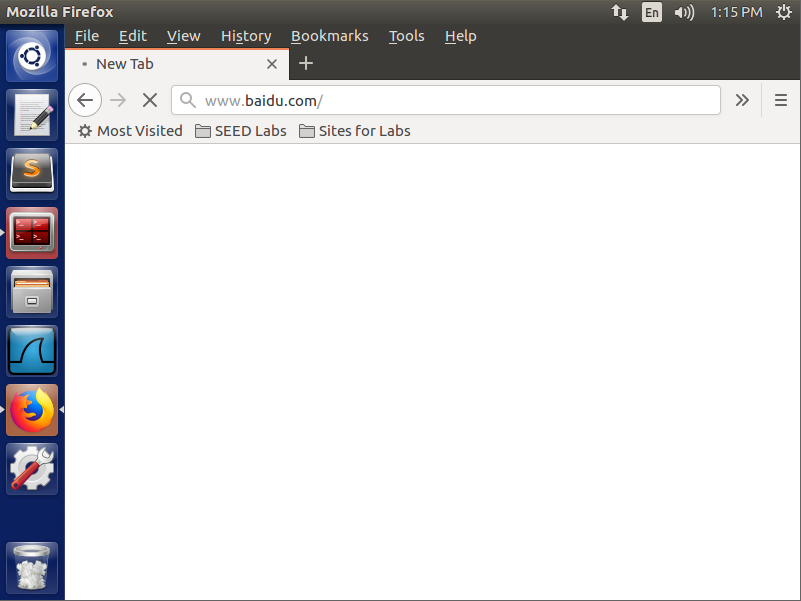 Mozilla Firefox En 1:15 PM
File Edit View History Bookmarks Tools Help
New Tab
www.baidu.com/
Most Visited SEED Labs Sites for Labs